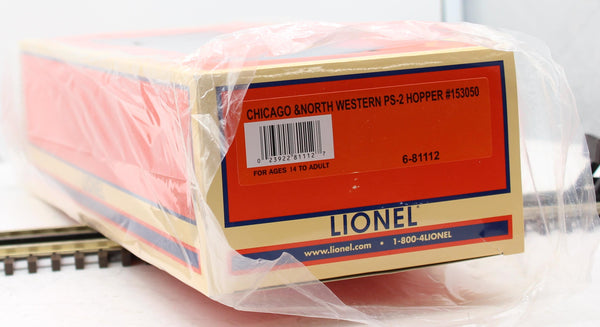 CHICAGO &NORTH WESTERN PS-2 HOPPER #153050
0 23922 81112 7
6-81112
FOR AGES 14 TO ADULT
LIONEL
www.lionel.com • 1-800-4LIONEL